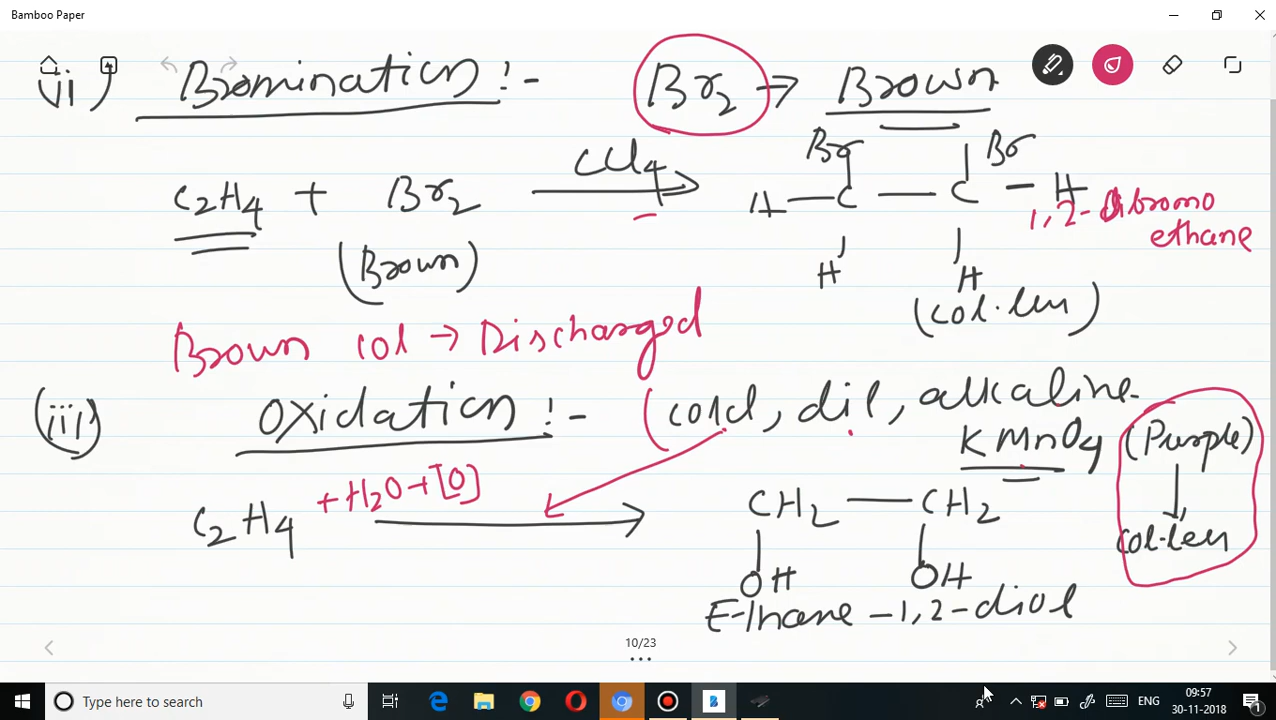 Bamboo Paper
ii) Bromination :- Br2 → Brown
C2H4 + Br2 CCl4 → H — C — C — H
Br Br
H H
1,2-dibromo
ethane
(Brown)
(col.less)
Brown col → Discharged
(iii) Oxidation :- (cold, dil, alkaline
KMnO4 (Purple)
↓
col.less
C2H4 + H2O + [O] → CH2 — CH2
OH OH
Ethane -1,2-diol
10/23
Type here to search
ENG
09:57
30-11-2018
1